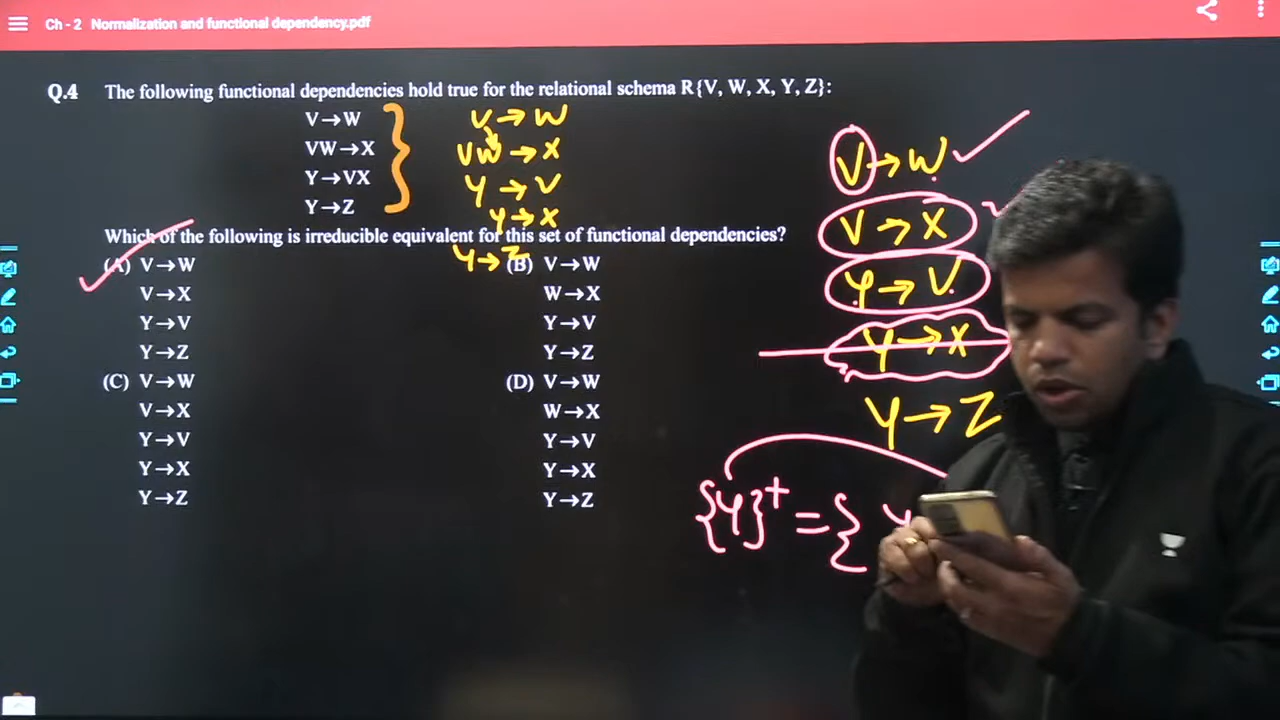 Ch - 2 Normalization and functional dependency.pdf
Q.4 The following functional dependencies hold true for the relational schema R{V, W, X, Y, Z}:
V→W
VW→X
Y→VX
Y→Z
V→W
VW→X
Y→V
Y→X
Y→Z
Which of the following is irreducible equivalent for this set of functional dependencies?
(A) V→W
V→X
Y→V
Y→Z
(B) V→W
W→X
Y→V
Y→Z
(C) V→W
V→X
Y→V
Y→X
Y→Z
(D) V→W
W→X
Y→V
Y→X
Y→Z
V→W
V→X
Y→V
Y→X
Y→Z
{Y}+ = { Y